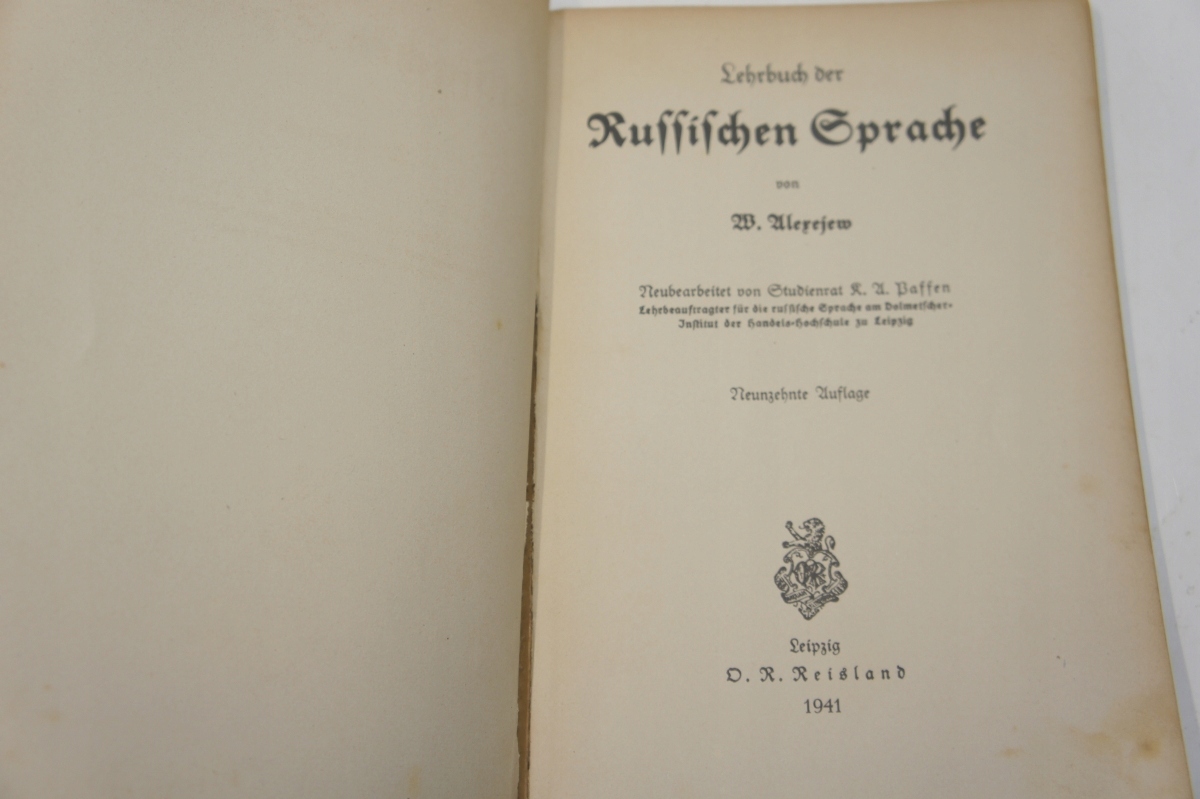 Lehrbuch der
Russischen Sprache
von
W. Alexejew
Neubearbeitet von Studienrat K. A. Paffen
Lehrbeauftragter für die russische Sprache am Dolmetscher-
Institut der Handels-Hochschule zu Leipzig
Neunzehnte Auflage
Leipzig
O. R. Reisland
1941